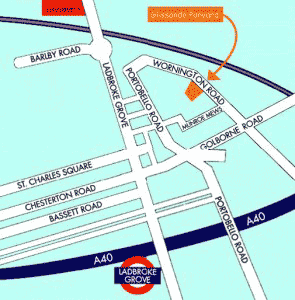 BARLBY ROAD
LADBROKE GROVE
PORTOBELLO ROAD
WORNINGTON ROAD
MUNROE MEWS
GOLBORNE ROAD
ST. CHARLES SQUARE
CHESTERTON ROAD
BASSETT ROAD
PORTOBELLO ROAD
A40
A40
LADBROKE
GROVE